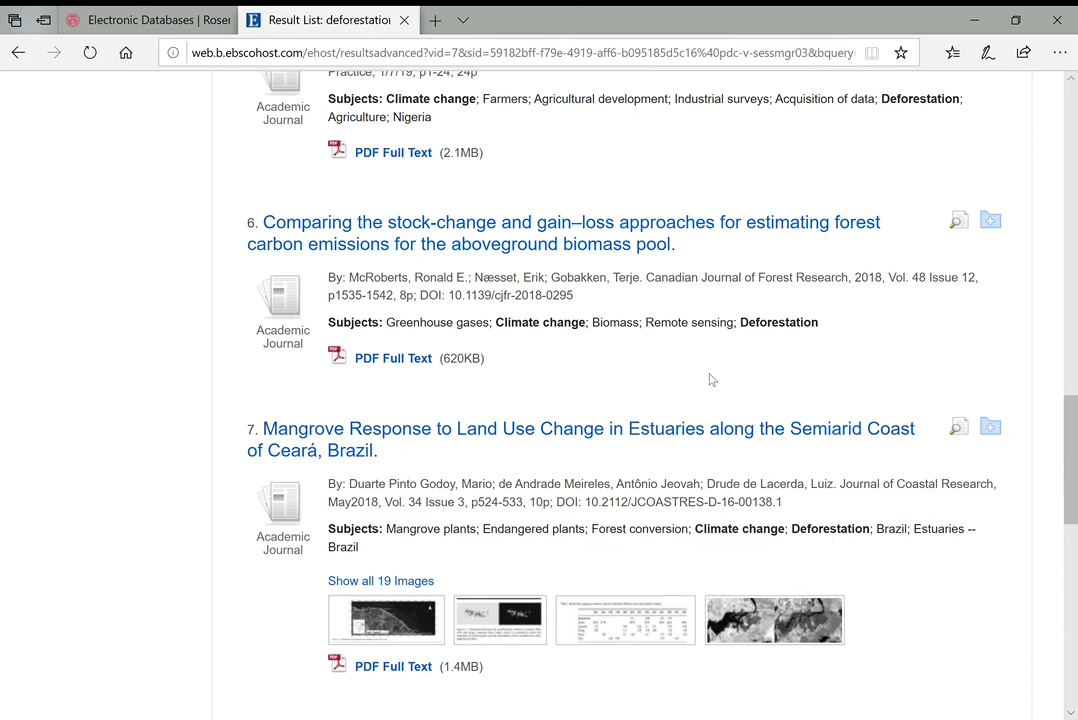 Electronic Databases | Roser
Result List: deforestation
web.b.ebscohost.com/ehost/resultsadvanced?vid=7&sid=59182bff-f79e-4919-aff6-b095185d5c16%40pdc-v-sessmgr03&bquery
Practice, 1/7/19, p1-24, 24p
Academic
Journal
Subjects: Climate change; Farmers; Agricultural development; Industrial surveys; Acquisition of data; Deforestation;
Agriculture; Nigeria
PDF Full Text (2.1MB)
6. Comparing the stock-change and gain–loss approaches for estimating forest
carbon emissions for the aboveground biomass pool.
By: McRoberts, Ronald E.; Næsset, Erik; Gobakken, Terje. Canadian Journal of Forest Research, 2018, Vol. 48 Issue 12,
p1535-1542, 8p; DOI: 10.1139/cjfr-2018-0295
Academic
Journal
Subjects: Greenhouse gases; Climate change; Biomass; Remote sensing; Deforestation
PDF Full Text (620KB)
7. Mangrove Response to Land Use Change in Estuaries along the Semiarid Coast
of Ceará, Brazil.
By: Duarte Pinto Godoy, Mario; de Andrade Meireles, Antônio Jeovah; Drude de Lacerda, Luiz. Journal of Coastal Research,
May2018, Vol. 34 Issue 3, p524-533, 10p; DOI: 10.2112/JCOASTRES-D-16-00138.1
Academic
Journal
Subjects: Mangrove plants; Endangered plants; Forest conversion; Climate change; Deforestation; Brazil; Estuaries --
Brazil
Show all 19 Images
PDF Full Text (1.4MB)